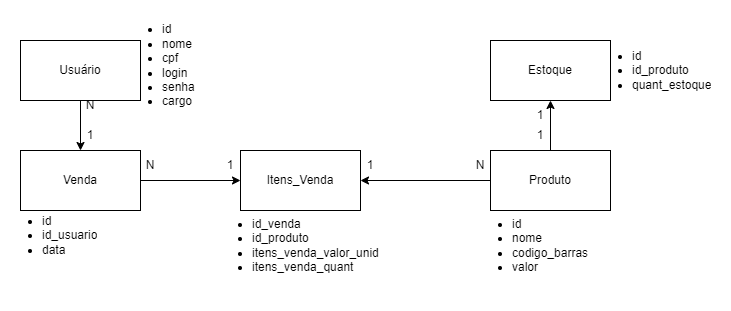 Usuário
id
nome
cpf
login
senha
cargo
Estoque
id
id_produto
quant_estoque
N
1
1
1
Venda
N
1
Itens_Venda
1
N
Produto
id
id_usuario
data
id_venda
id_produto
itens_venda_valor_unid
itens_venda_quant
id
nome
codigo_barras
valor